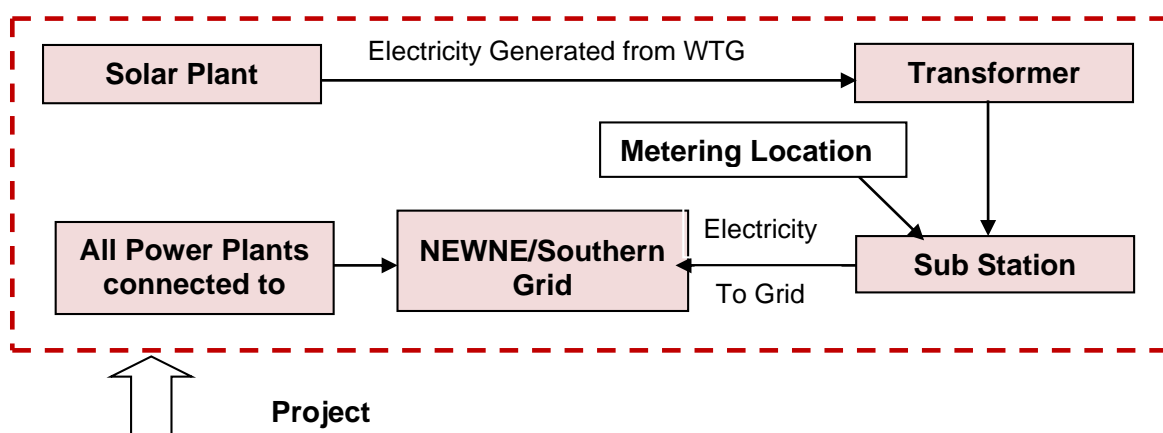 Electricity Generated from WTG
Solar Plant
Transformer
Metering Location
All Power Plants
connected to
NEWNE/Southern
Grid
Electricity
To Grid
Sub Station
Project